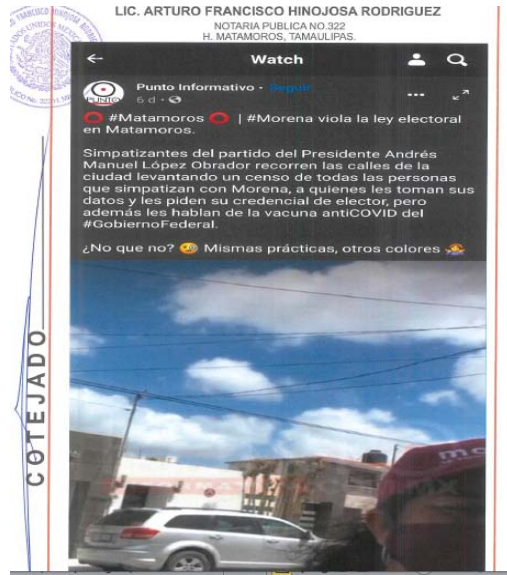 LIC. ARTURO FRANCISCO HINOJOSA RODRIGUEZ
NOTARIA PUBLICA NO.322
H. MATAMOROS, TAMAULIPAS.
Watch
Punto Informativo · Seguir
6 d ·
PUNTO
#Matamoros | #Morena viola la ley electoral
en Matamoros.
Simpatizantes del partido del Presidente Andrés
Manuel López Obrador recorren las calles de la
ciudad levantando un censo de todas las personas
que simpatizan con Morena, a quienes les toman sus
datos y les piden su credencial de elector, pero
además les hablan de la vacuna antiCOVID del
#GobiernoFederal.
¿No que no? Mismas prácticas, otros colores
COTEJADO